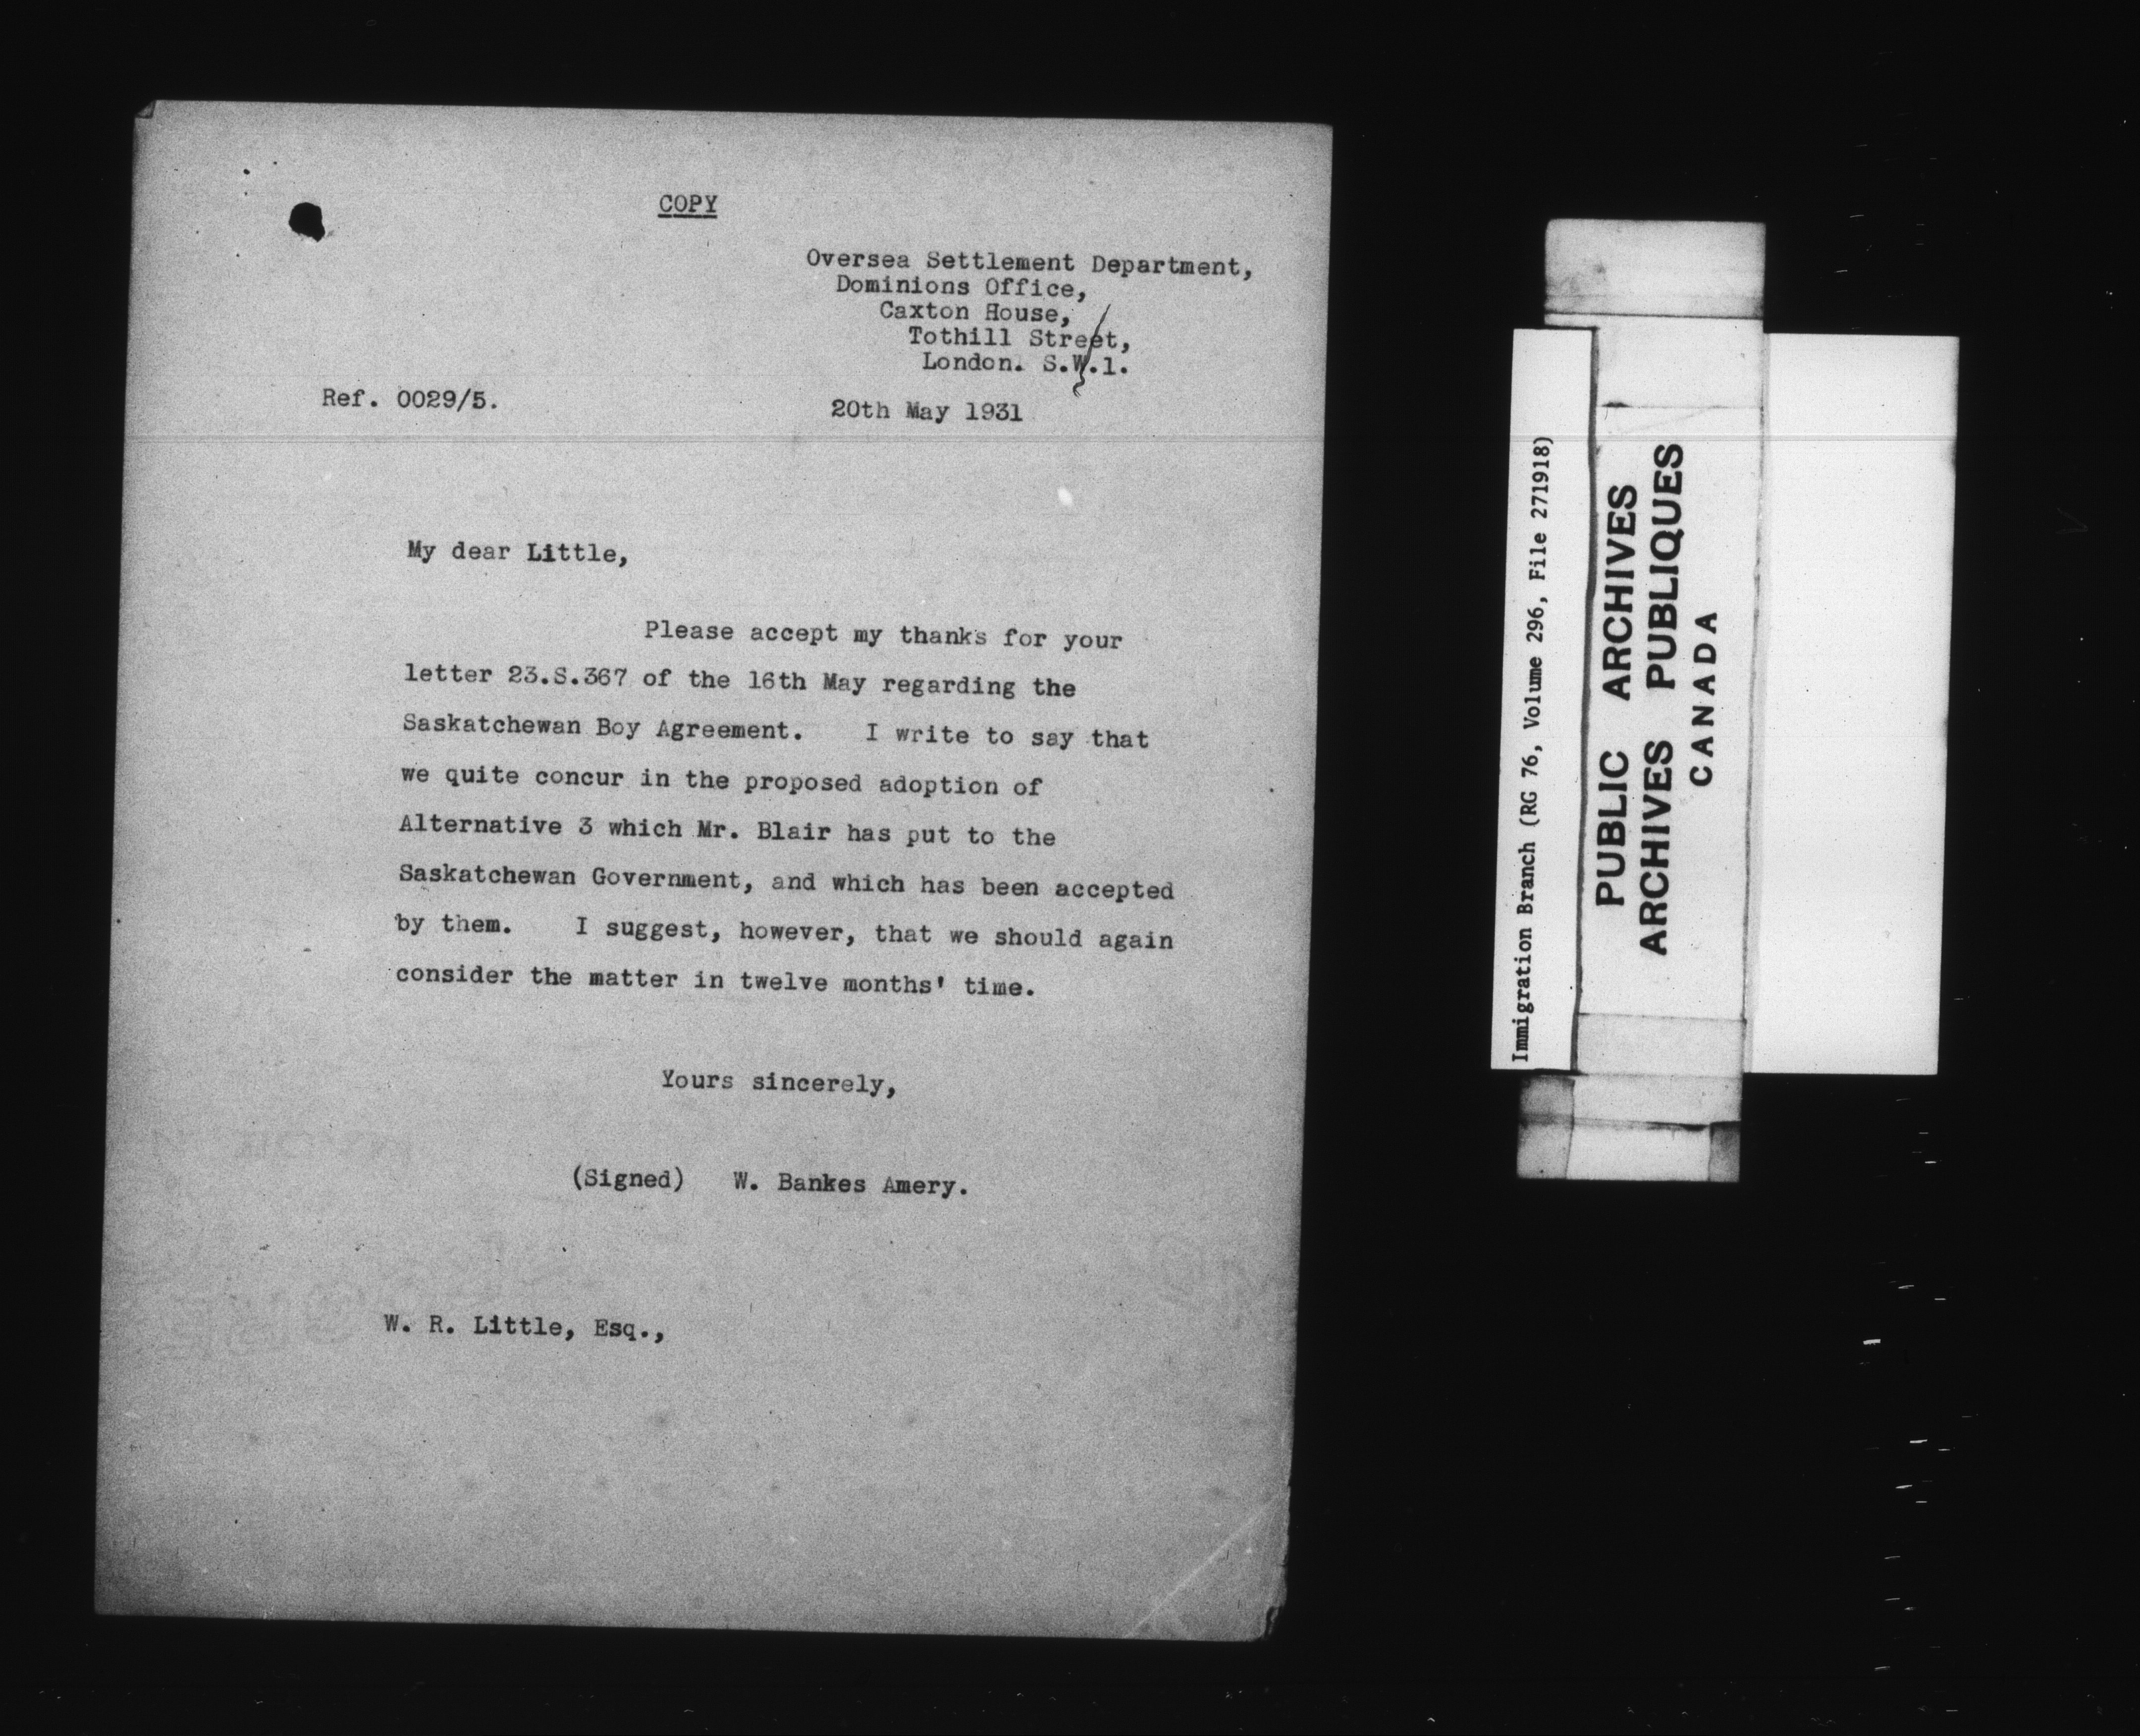 COPY
Oversea Settlement Department,
Dominions Office,
Caxton House,
Tothill Street,
London. S.W.1.
Ref. 0029/5.
20th May 1931
My dear Little,
Please accept my thanks for your
letter 23.S.367 of the 16th May regarding the
Saskatchewan Boy Agreement. I write to say that
we quite concur in the proposed adoption of
Alternative 3 which Mr. Blair has put to the
Saskatchewan Government, and which has been accepted
by them. I suggest, however, that we should again
consider the matter in twelve months' time.
Yours sincerely,
(Signed) W. Bankes Amery.
W. R. Little, Esq.,
Immigration Branch (RG 76, Volume 296, File 271918)
PUBLIC ARCHIVES
ARCHIVES PUBLIQUES
CANADA